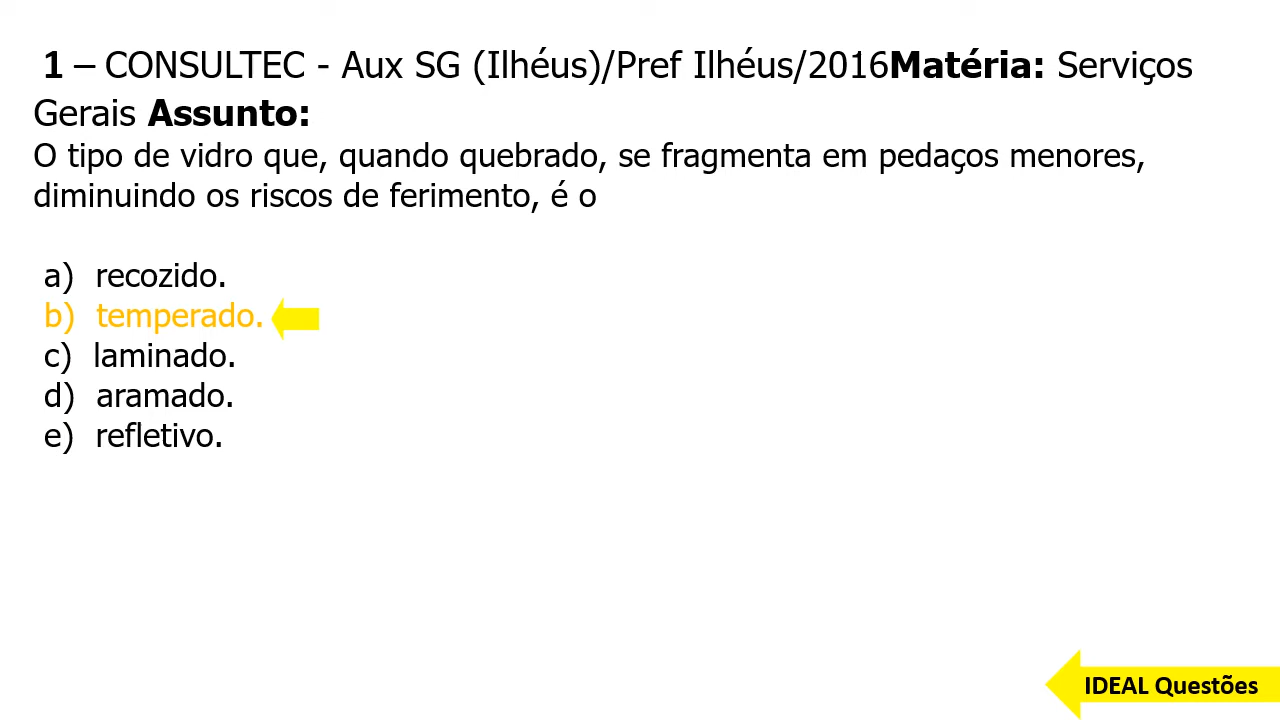 1 – CONSULTEC - Aux SG (Ilhéus)/Pref Ilhéus/2016Matéria: Serviços
Gerais Assunto:
O tipo de vidro que, quando quebrado, se fragmenta em pedaços menores,
diminuindo os riscos de ferimento, é o
a) recozido.
b) temperado.
c) laminado.
d) aramado.
e) refletivo.
IDEAL Questões